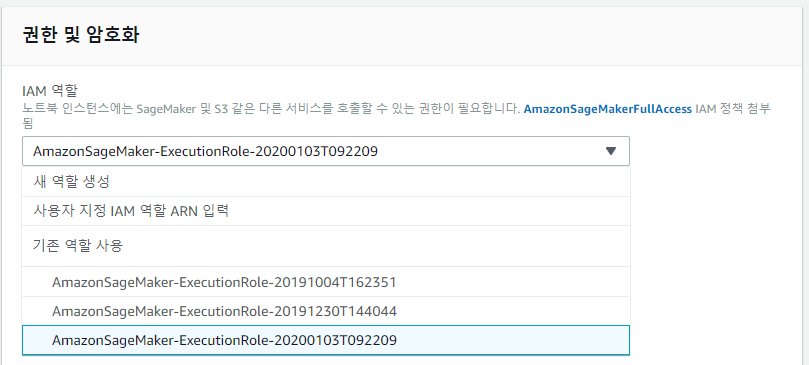 권한 및 암호화
IAM 역할
노트북 인스턴스에는 SageMaker 및 S3 같은 다른 서비스를 호출할 수 있는 권한이 필요합니다. AmazonSageMakerFullAccess IAM 정책 첨부
됨
AmazonSageMaker-ExecutionRole-20200103T092209
새 역할 생성
사용자 지정 IAM 역할 ARN 입력
기존 역할 사용
AmazonSageMaker-ExecutionRole-20191004T162351
AmazonSageMaker-ExecutionRole-20191230T144044
AmazonSageMaker-ExecutionRole-20200103T092209